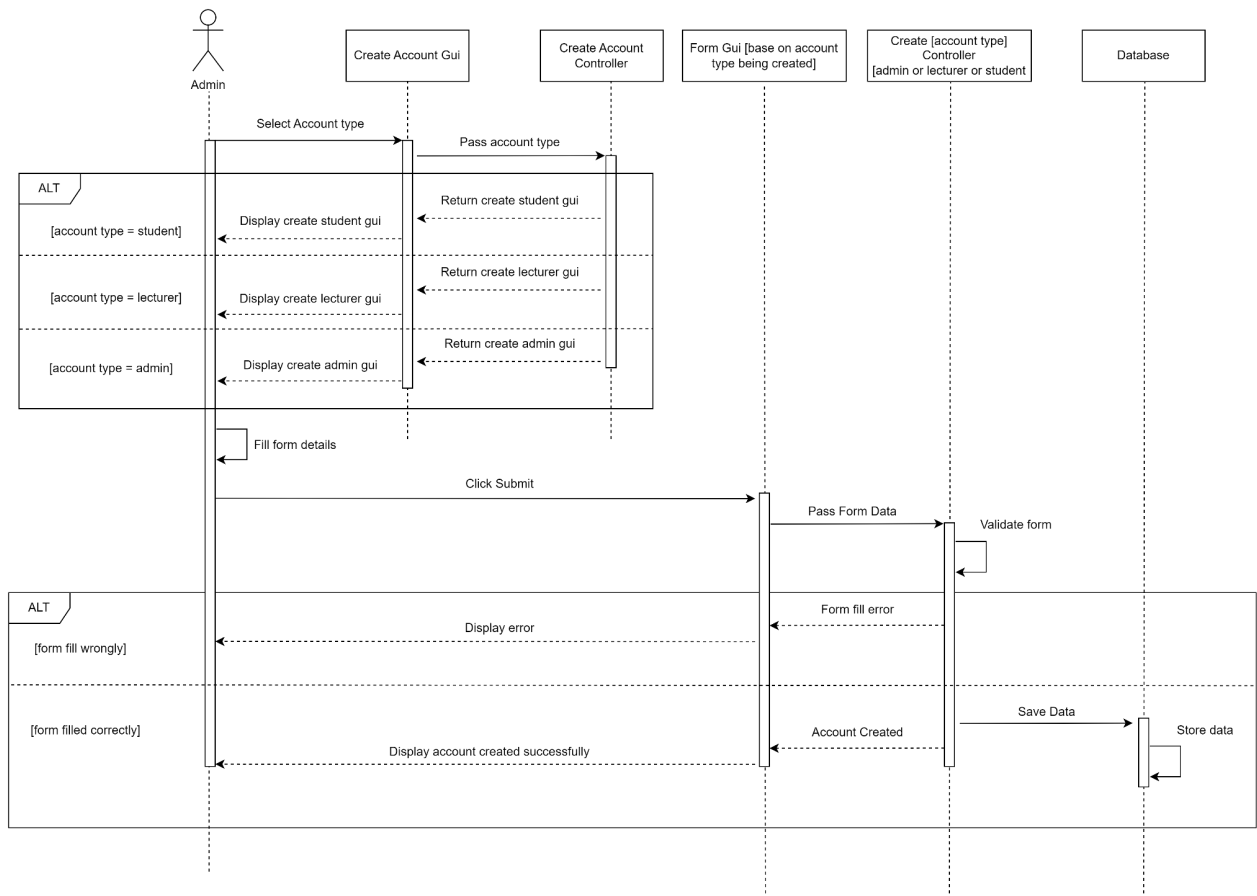 Admin
Create Account Gui
Create Account
Controller
Form Gui [base on account
type being created]
Create [account type]
Controller
[admin or lecturer or student
Database
Select Account type
Pass account type
ALT
Return create student gui
Display create student gui
[account type = student]
Return create lecturer gui
Display create lecturer gui
[account type = lecturer]
Return create admin gui
Display create admin gui
[account type = admin]
Fill form details
Click Submit
Pass Form Data
Validate form
ALT
Form fill error
Display error
[form fill wrongly]
Save Data
[form filled correctly]
Account Created
Store data
Display account created successfully